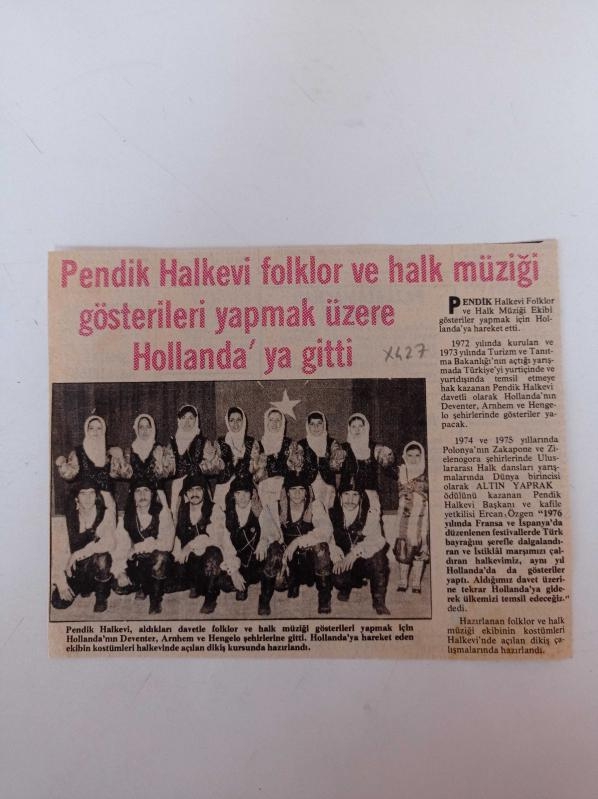 Pendik Halkevi folklor ve halk müziği
gösterileri yapmak üzere
Hollanda'ya gitti
X427
PENDİK Halkevi Folklor
ve Halk Müziği Ekibi
gösteriler yapmak için Hol-
landa'ya hareket etti.
1972 yılında kurulan ve
1973 yılında Turizm ve Tanıt-
ma Bakanlığı'nın açtığı yarış-
mada Türkiye'yi yurtiçinde ve
yurtdışında temsil etmeye
hak kazanan Pendik Halkevi
davetli olarak Hollanda'nın
Deventer, Arnhem ve Henge-
lo şehirlerinde gösteriler ya-
pacak.
1974 ve 1975 yıllarında
Polonya'nın Zakapone ve Zi-
elenogora şehirlerinde Ulus-
lararası Halk dansları yarış-
malarında Dünya birincisi
olarak ALTIN YAPRAK
ödülünü kazanan Pendik
Halkevi Başkanı ve kafile
yetkilisi Ercan Özgen "1976
yılında Fransa ve İspanya'da
düzenlenen festivallerde Türk
bayrağını şerefle dalgalandı-
ran ve İstiklâl marşımızı çal-
dıran halkevimiz, aynı yıl
Hollanda'da da gösteriler
yaptı. Aldığımız davet üzeri-
ne tekrar Hollanda'ya gide-
rek ülkemizi temsil edeceğiz."
dedi.
Hazırlanan folklor ve halk
müziği ekibinin kostümleri
Halkevi'nde açılan dikiş ça-
lışmalarında hazırlandı.
Pendik Halkevi, aldıkları davetle folklor ve halk müziği gösterileri yapmak için
Hollanda'nın Deventer, Arnhem ve Hengelo şehirlerine gitti. Hollanda'ya hareket eden
ekibin kostümleri halkevinde açılan dikiş kursunda hazırlandı.